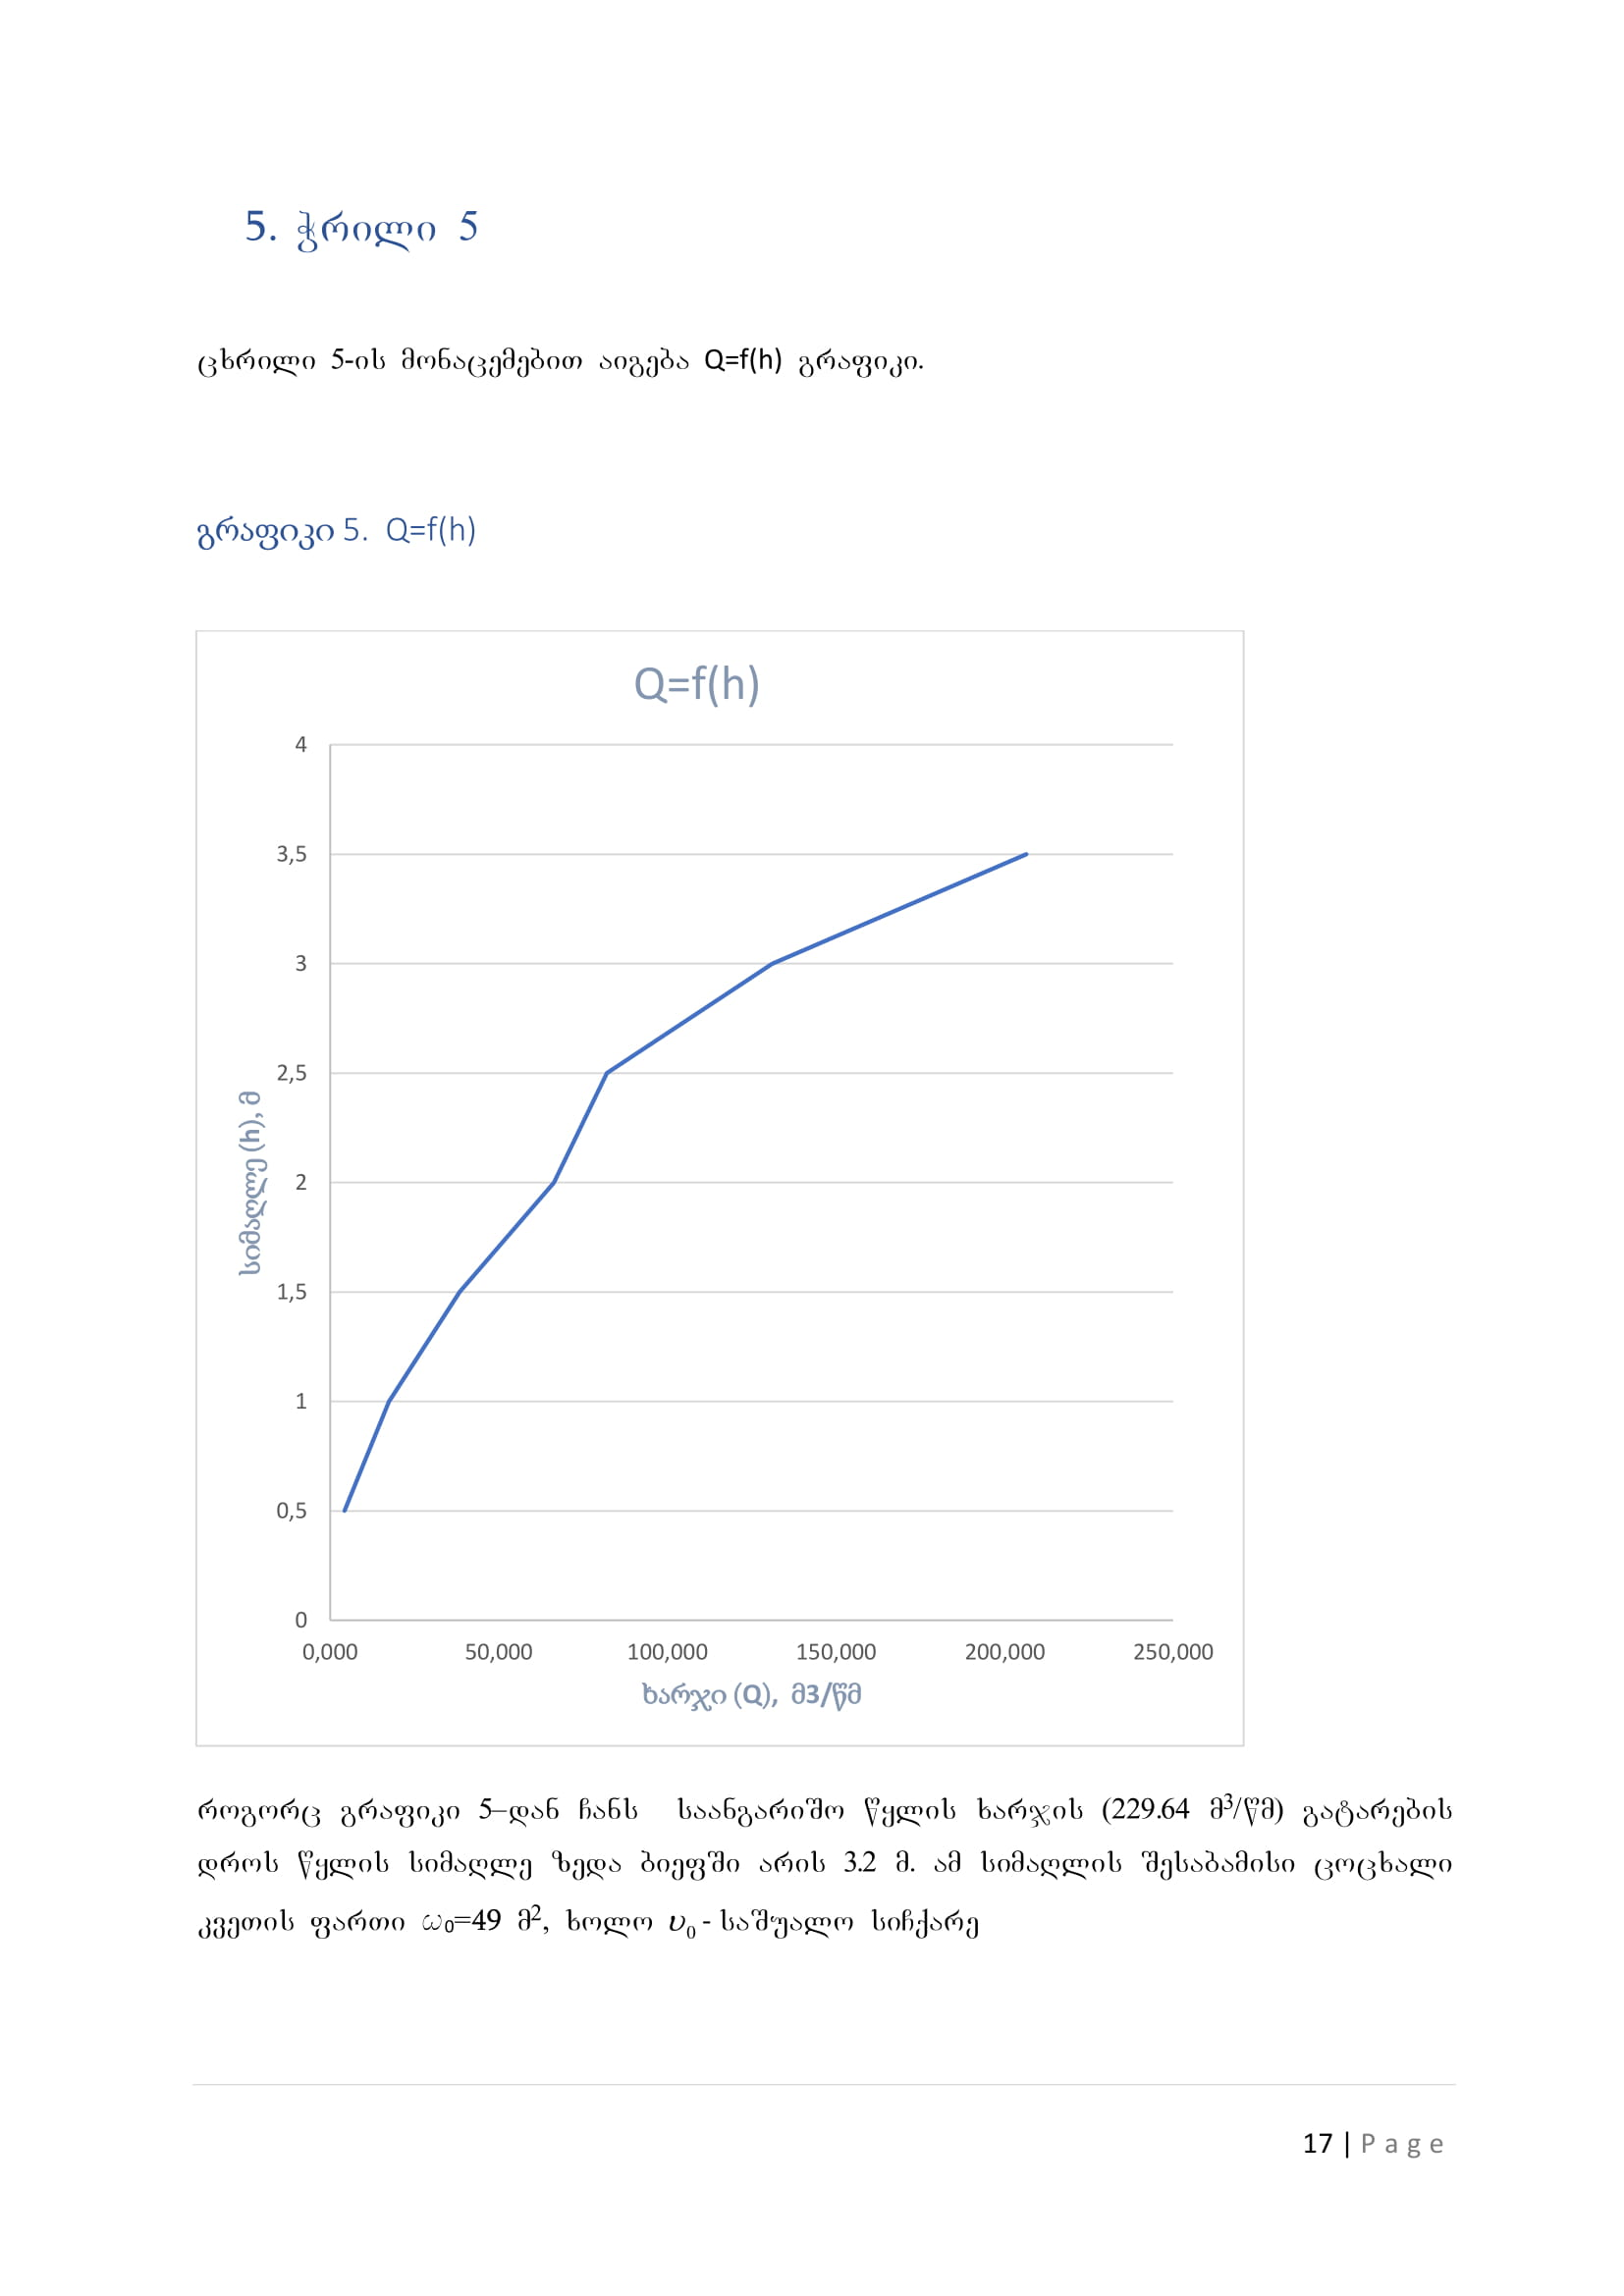 5. ჭრილი 5
ცხრილი 5-ის მონაცემებით აიგება Q=f(h) გრაფიკი.
გრაფიკი 5. Q=f(h)
Q=f(h)
4
3,5
3
2,5
2
1,5
1
0,5
0
სიმაღლე (h), მ
0,000 50,000 100,000 150,000 200,000 250,000
ხარჯი (Q), მ3/წმ
როგორც გრაფიკი 5–დან ჩანს საანგარიშო წყლის ხარჯის (229.64 მ³/წმ) გატარების
დროს წყლის სიმაღლე ზედა ბიეფში არის 3.2 მ. ამ სიმაღლის შესაბამისი ცოცხალი
კვეთის ფართი ω₀=49 მ², ხოლო υ₀ - საშუალო სიჩქარე
17 | Page